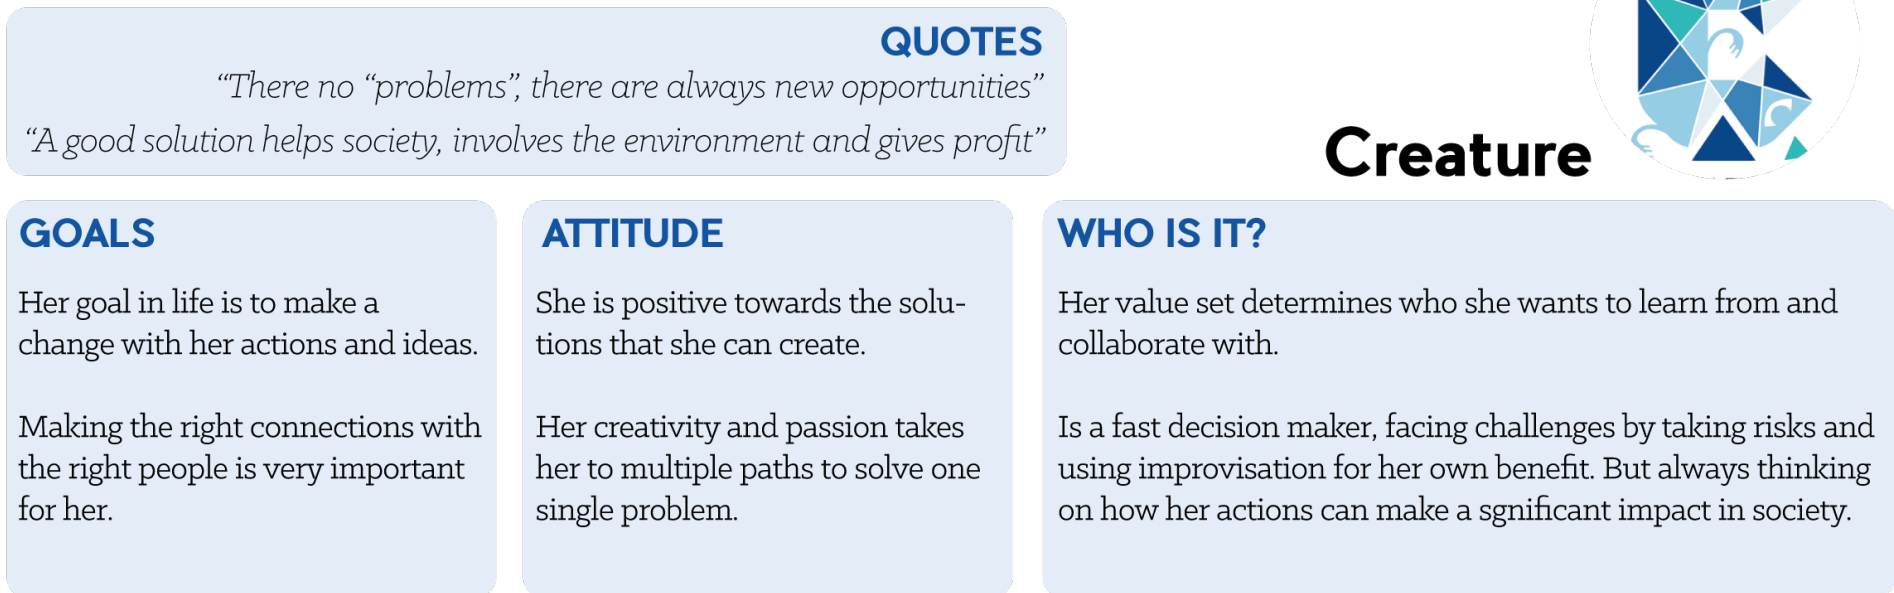 QUOTES
“There no “problems”, there are always new opportunities”
“A good solution helps society, involves the environment and gives profit”
Creature
GOALS
Her goal in life is to make a
change with her actions and ideas.
Making the right connections with
the right people is very important
for her.
ATTITUDE
She is positive towards the solu-
tions that she can create.
Her creativity and passion takes
her to multiple paths to solve one
single problem.
WHO IS IT?
Her value set determines who she wants to learn from and
collaborate with.
Is a fast decision maker, facing challenges by taking risks and
using improvisation for her own benefit. But always thinking
on how her actions can make a sgnificant impact in society.